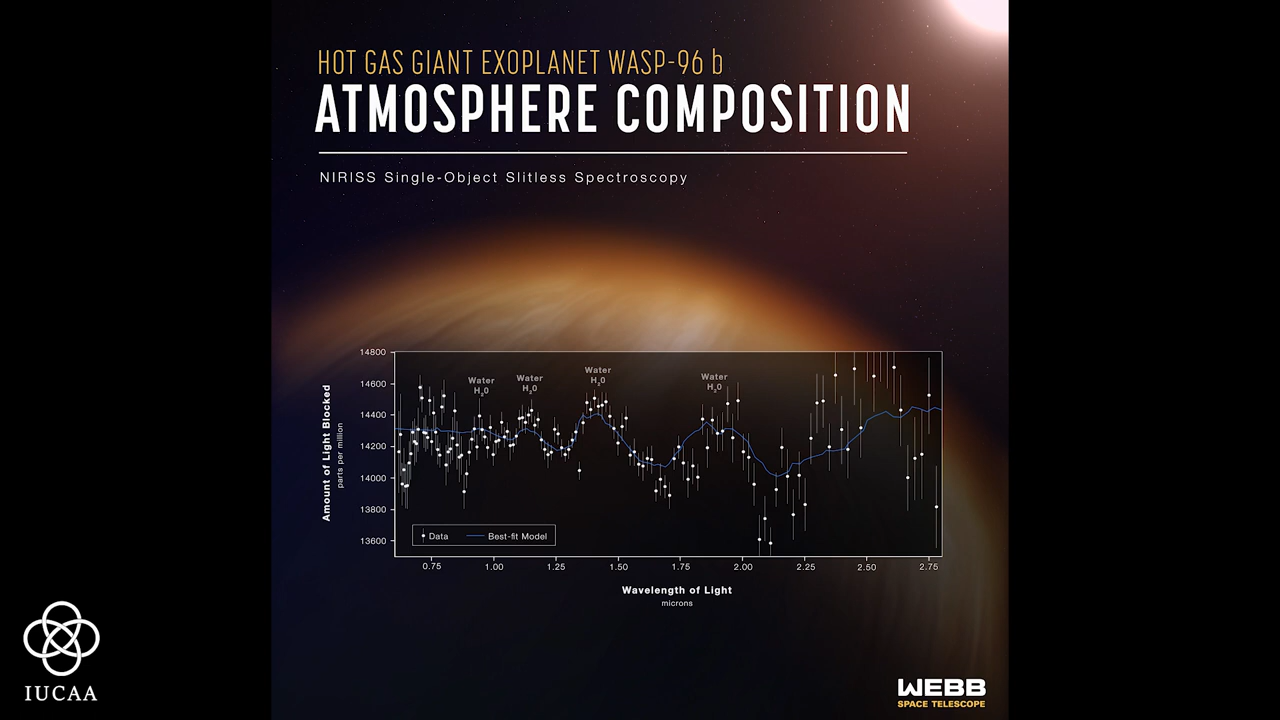 HOT GAS GIANT EXOPLANET WASP-96 b
ATMOSPHERE COMPOSITION
NIRISS Single-Object Slitless Spectroscopy
Amount of Light Blocked
parts per million
14800
14600
14400
14200
14000
13800
13600
Water
H₂O
Water
H₂O
Water
H₂O
Water
H₂O
Data
Best-fit Model
0.75 1.00 1.25 1.50 1.75 2.00 2.25 2.50 2.75
Wavelength of Light
microns
IUCAA
WEBB
SPACE TELESCOPE